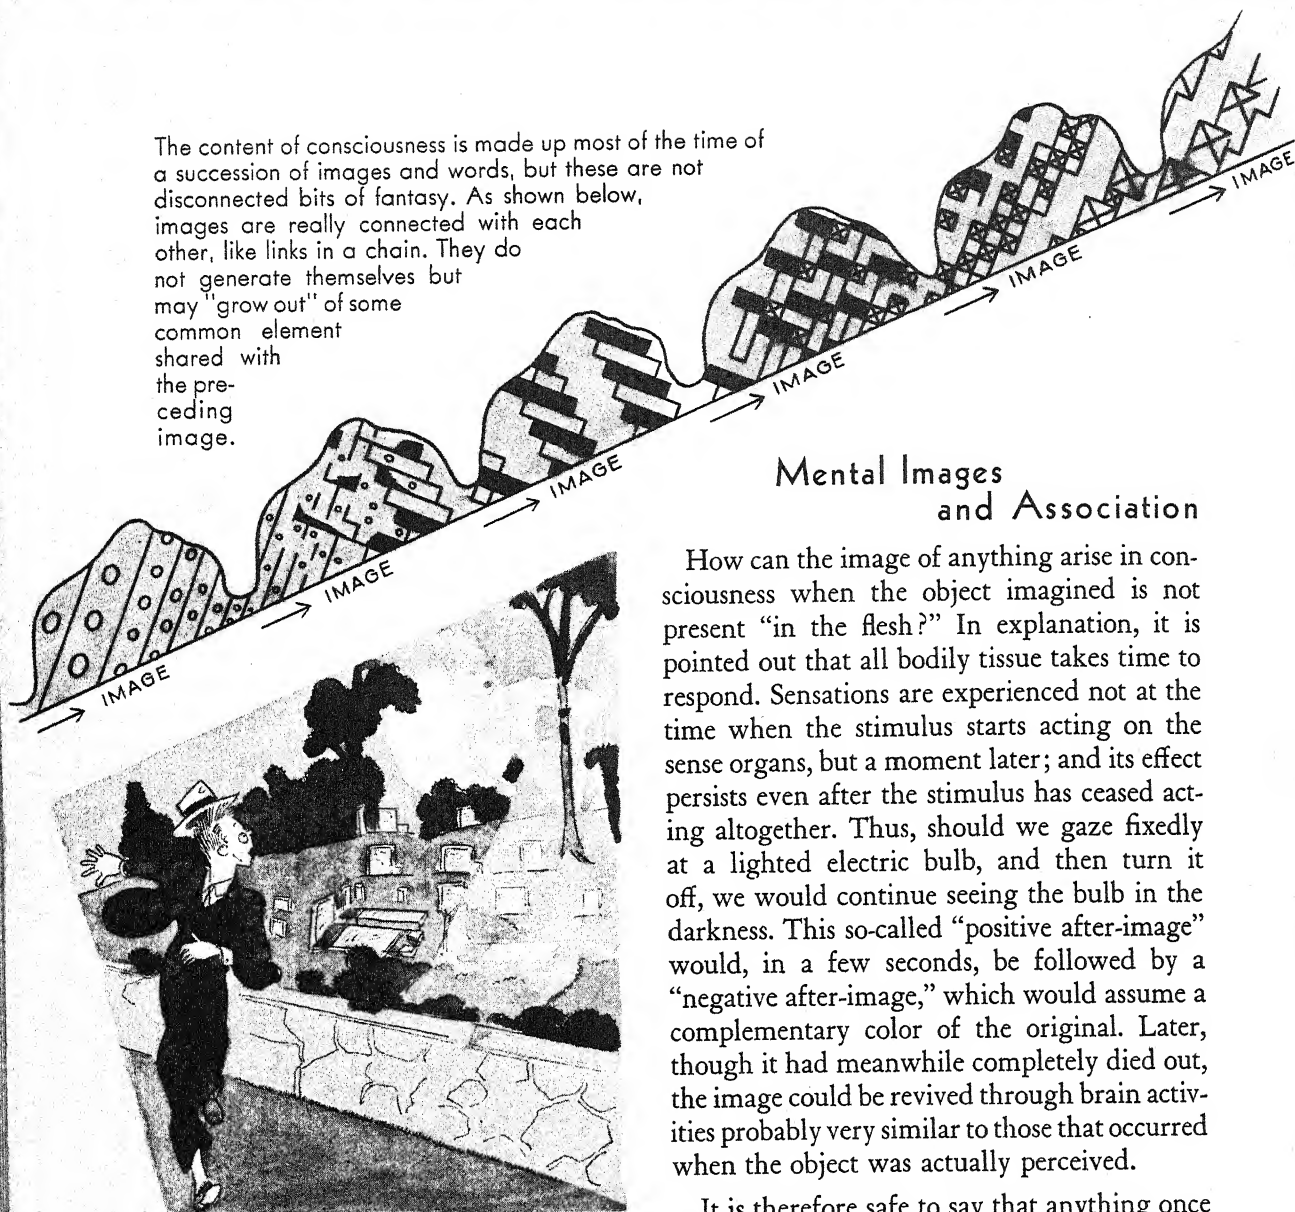 The content of consciousness is made up most of the time of
a succession of images and words, but these are not
disconnected bits of fantasy. As shown below,
images are really connected with each
other, like links in a chain. They do
not generate themselves but
may "grow out" of some
common element
shared with
the pre-
ceding
image.
IMAGE
IMAGE
IMAGE
IMAGE
IMAGE
IMAGE
Mental Images
and Association
How can the image of anything arise in con-
sciousness when the object imagined is not
present “in the flesh?” In explanation, it is
pointed out that all bodily tissue takes time to
respond. Sensations are experienced not at the
time when the stimulus starts acting on the
sense organs, but a moment later; and its effect
persists even after the stimulus has ceased act-
ing altogether. Thus, should we gaze fixedly
at a lighted electric bulb, and then turn it
off, we would continue seeing the bulb in the
darkness. This so-called “positive after-image”
would, in a few seconds, be followed by a
“negative after-image,” which would assume a
complementary color of the original. Later,
though it had meanwhile completely died out,
the image could be revived through brain activ-
ities probably very similar to those that occurred
when the object was actually perceived.
It is therefore safe to say that anything once